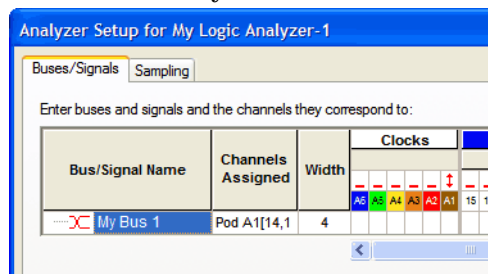 Analyzer Setup for My Logic Analyzer-1
Buses/Signals Sampling
Enter buses and signals and the channels they correspond to:
Bus/Signal Name Channels Assigned Width Clocks
A6 A5 A4 A3 A2 A1 15 1
My Bus 1 Pod A1[14,1 4